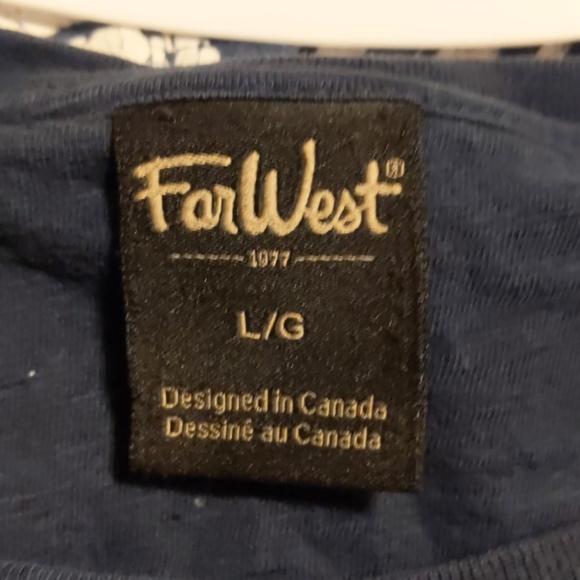 FarWest®
1977
L/G
Designed in Canada
Dessiné au Canada